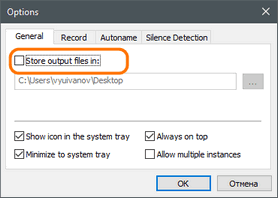 Options
General Record Autoname Silence Detection
Store output files in:
C:\Users\vyuivanov\Desktop ...
Show icon in the system tray Always on top
Minimize to system tray Allow multiple instances
OK Отмена